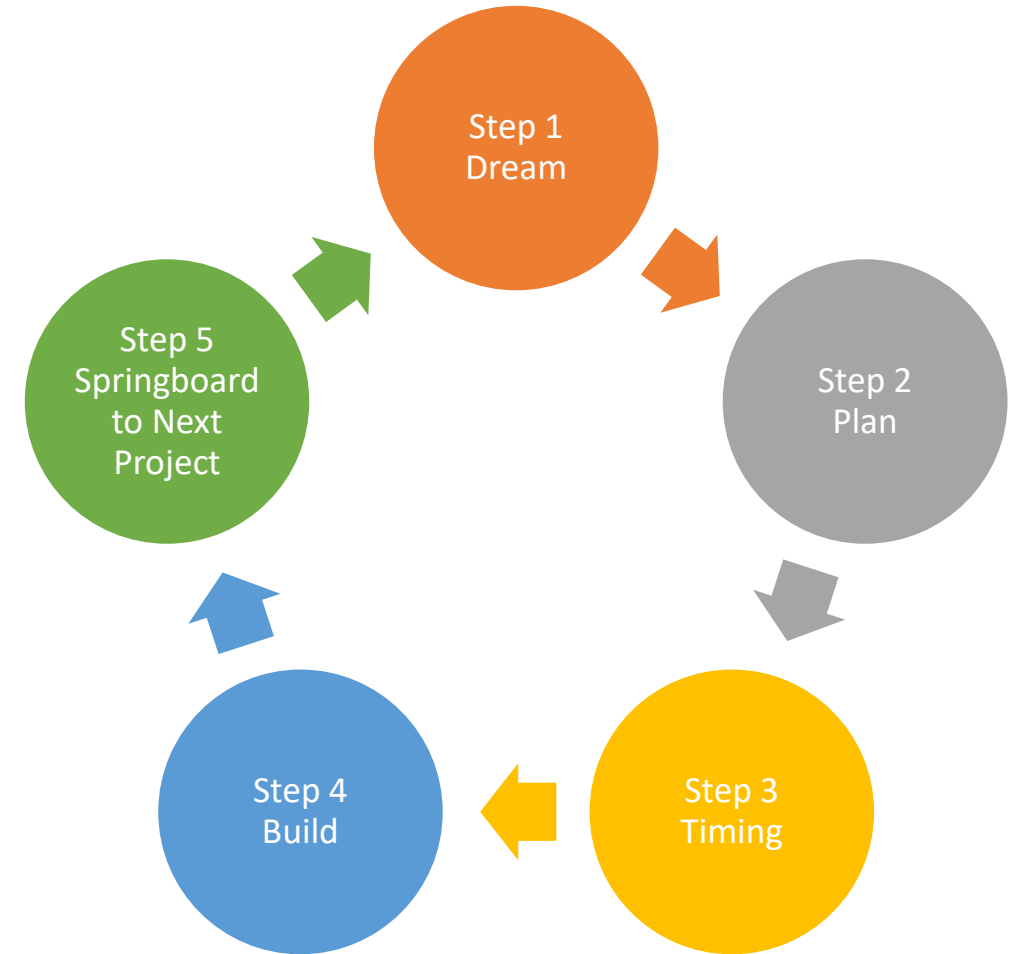 Step 1
Dream
Step 2
Plan
Step 3
Timing
Step 4
Build
Step 5
Springboard
to Next
Project